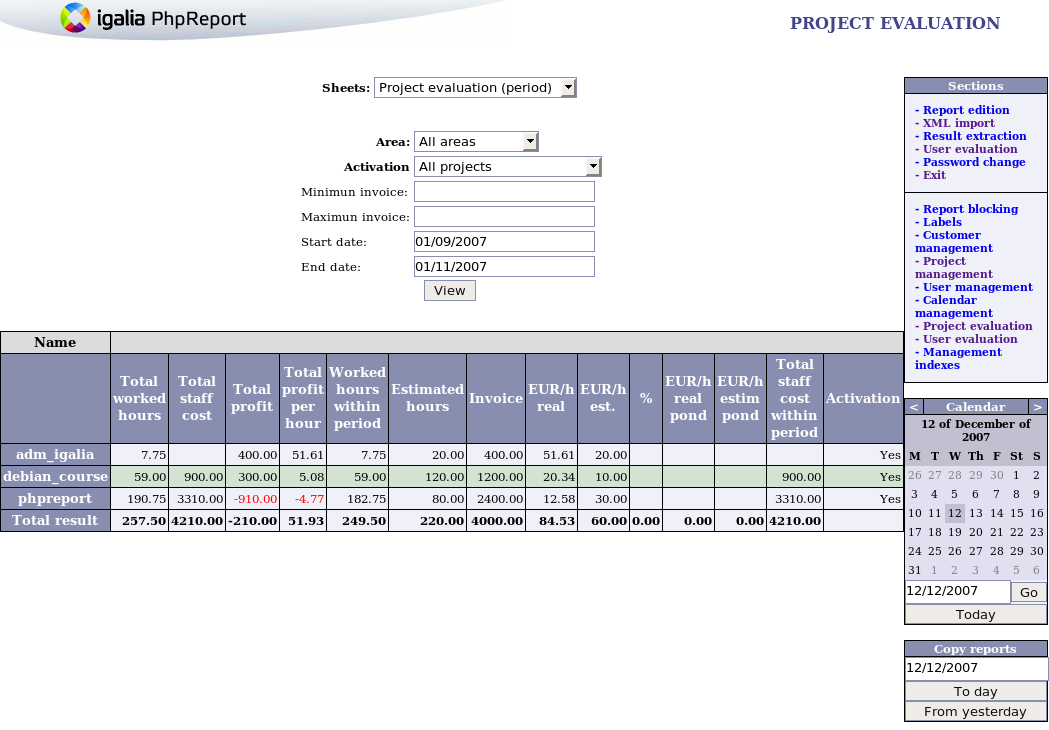 igalia PhpReport
PROJECT EVALUATION
Sheets: Project evaluation (period)
Area: All areas
Activation All projects
Minimun invoice:
Maximun invoice:
Start date: 01/09/2007
End date: 01/11/2007
View
Name
Total worked hours Total staff cost Total profit Total profit per hour Worked hours within period Estimated hours Invoice EUR/h real EUR/h est. % EUR/h real pond EUR/h estim pond Total staff cost within period Activation
adm_igalia 7.75 400.00 51.61 7.75 20.00 400.00 51.61 20.00 Yes
debian_course 59.00 900.00 300.00 5.08 59.00 120.00 1200.00 20.34 10.00 900.00 Yes
phpreport 190.75 3310.00 -910.00 -4.77 182.75 80.00 2400.00 12.58 30.00 3310.00 Yes
Total result 257.50 4210.00 -210.00 51.93 249.50 220.00 4000.00 84.53 60.00 0.00 0.00 0.00 4210.00
Sections
- Report edition
- XML import
- Result extraction
- User evaluation
- Password change
- Exit
- Report blocking
- Labels
- Customer
management
- Project
management
- User management
- Calendar
management
- Project evaluation
- User evaluation
- Management
indexes
< Calendar >
12 of December of
2007
M T W Th F St S
26 27 28 29 30 1 2
3 4 5 6 7 8 9
10 11 12 13 14 15 16
17 18 19 20 21 22 23
24 25 26 27 28 29 30
31 1 2 3 4 5 6
12/12/2007 Go
Today
Copy reports
12/12/2007
To day
From yesterday